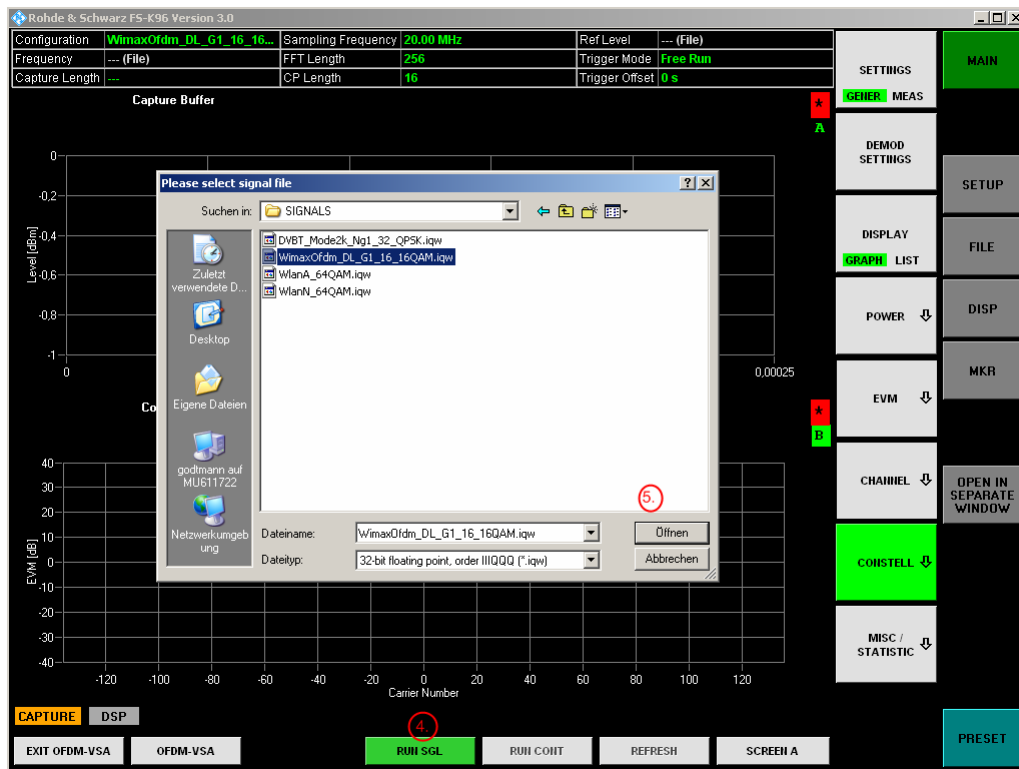 Rohde & Schwarz FS-K96 Version 3.0
Configuration WimaxOfdm_DL_G1_16_16... Sampling Frequency 20.00 MHz Ref Level --- (File)
Frequency --- (File) FFT Length 256 Trigger Mode Free Run
Capture Length --- CP Length 16 Trigger Offset 0 s
Capture Buffer
A
0
-0,2
-0,4
-0,6
-0,8
-1
Level [dBm]
0
0,00025
Please select signal file
Suchen in: SIGNALS
DVBT_Mode2k_Ng1_32_QPSK.iqw
WimaxOfdm_DL_G1_16_16QAM.iqw
WlanA_64QAM.iqw
WlanN_64QAM.iqw
Zuletzt
verwendete D...
Desktop
Eigene Dateien
godtmann auf
MU611722
Netzwerkumgeb
ung
5.
Dateiname: WimaxOfdm_DL_G1_16_16QAM.iqw Öffnen
Dateityp: 32-bit floating point, order IIIQQQ (*.iqw) Abbrechen
Co
B
40
30
20
10
0
-10
-20
-30
-40
EVM [dB]
-120 -100 -80 -60 -40 -20 0 20 40 60 80 100 120
Carrier Number
CAPTURE DSP
4.
EXIT OFDM-VSA OFDM-VSA RUN SGL RUN CONT REFRESH SCREEN A
SETTINGS
GENER MEAS
DEMOD
SETTINGS
DISPLAY
GRAPH LIST
POWER
EVM
CHANNEL
CONSTELL
MISC /
STATISTIC
MAIN
SETUP
FILE
DISP
MKR
OPEN IN
SEPARATE
WINDOW
PRESET